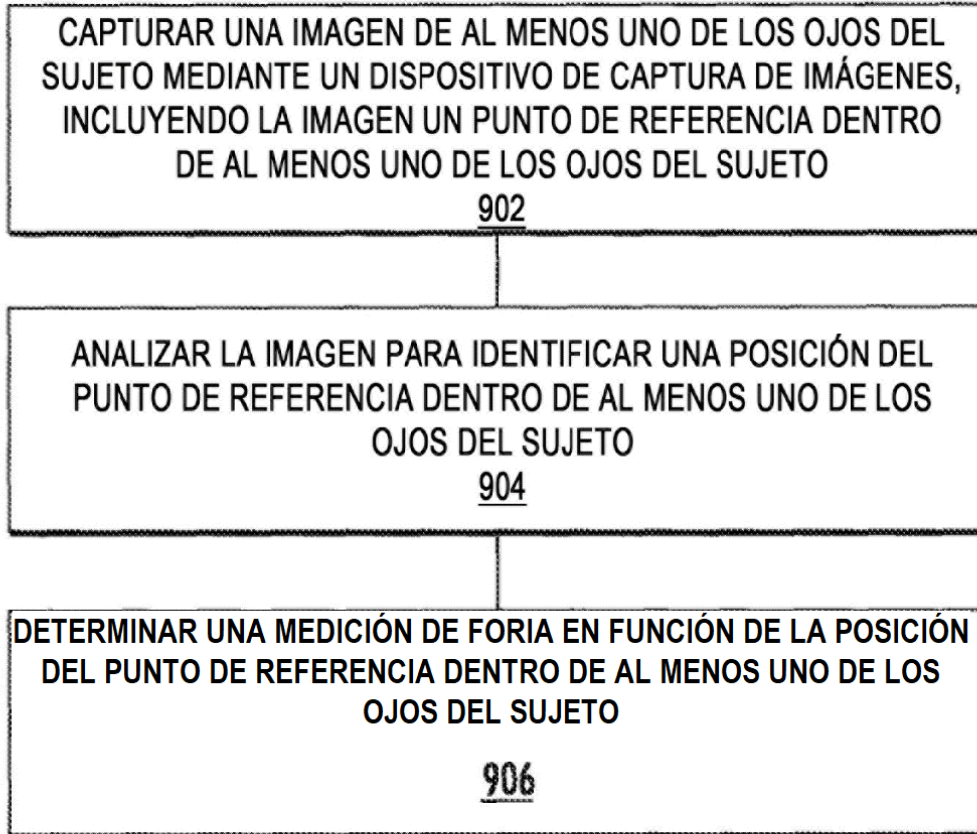 CAPTURAR UNA IMAGEN DE AL MENOS UNO DE LOS OJOS DEL
SUJETO MEDIANTE UN DISPOSITIVO DE CAPTURA DE IMÁGENES,
INCLUYENDO LA IMAGEN UN PUNTO DE REFERENCIA DENTRO
DE AL MENOS UNO DE LOS OJOS DEL SUJETO
902
ANALIZAR LA IMAGEN PARA IDENTIFICAR UNA POSICIÓN DEL
PUNTO DE REFERENCIA DENTRO DE AL MENOS UNO DE LOS
OJOS DEL SUJETO
904
DETERMINAR UNA MEDICIÓN DE FORIA EN FUNCIÓN DE LA POSICIÓN
DEL PUNTO DE REFERENCIA DENTRO DE AL MENOS UNO DE LOS
OJOS DEL SUJETO
906